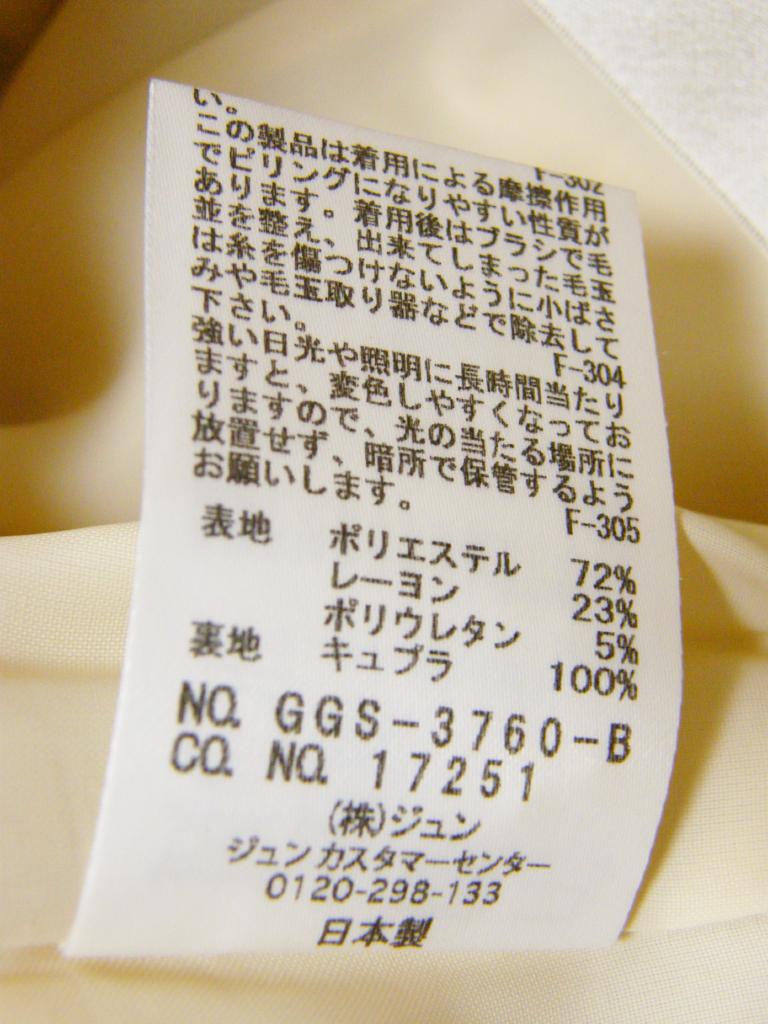 い。 F-302
この製品は着用による摩擦作用
でピリングになりやすい性質が
あります。着用後はブラシで毛
並を整え、出来てしまった毛玉
は糸を傷つけないように小ばさ
みや毛玉取り器などで除去して
下さい。 F-304
強い日光や照明に長時間当たり
ますと、変色しやすくなってお
りますので、光の当たる場所に
放置せず、暗所で保管するよう
お願いします。 F-305
表地 ポリエステル 72%
レーヨン 23%
ポリウレタン 5%
裏地 キュプラ 100%
NO. GGS-3760-B
CO. NO. 17251
(株)ジュン
ジュン カスタマーセンター
0120-298-133
日本製